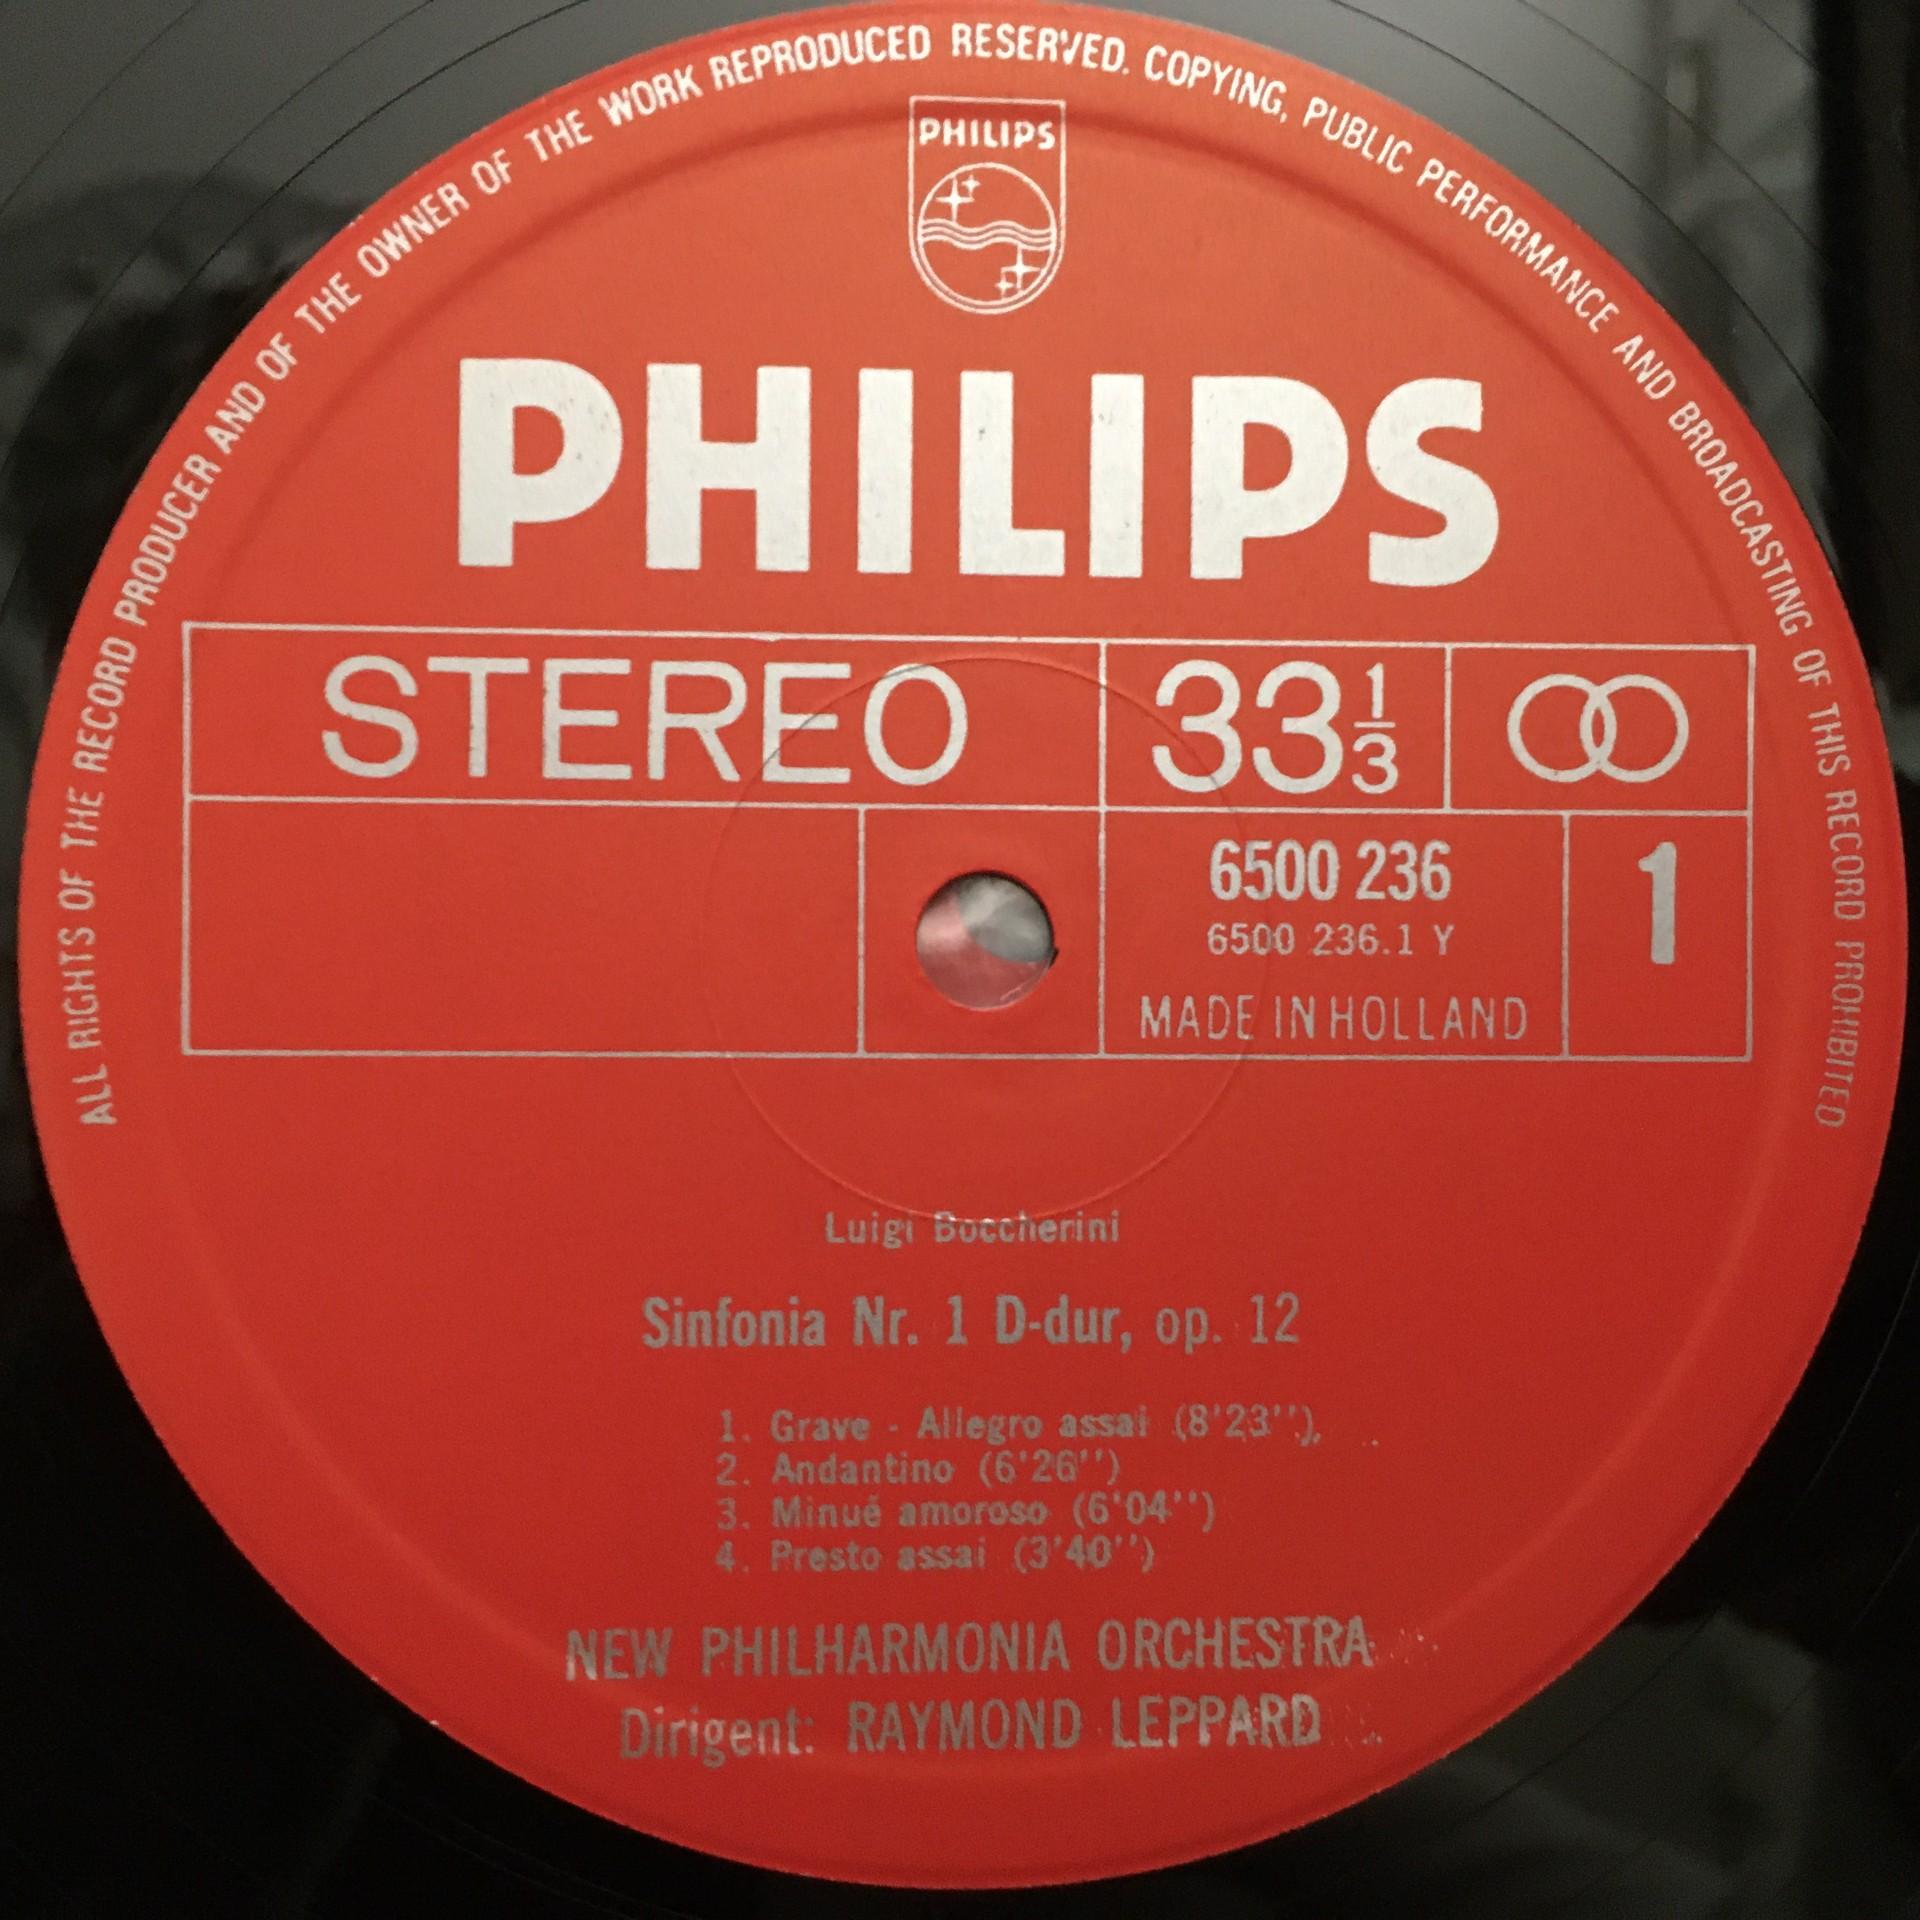 ALL RIGHTS OF THE RECORD PRODUCER AND OF THE OWNER OF THE WORK REPRODUCED RESERVED. COPYING, PUBLIC PERFORMANCE AND BROADCASTING OF THIS RECORD PROHIBITED
PHILIPS
PHILIPS
STEREO 33 1/3
6500 236 1
6500 236.1 Y
MADE IN HOLLAND
Luigi Boccherini
Sinfonia Nr. 1 D-dur, op. 12
1. Grave - Allegro assai (8'23'')
2. Andantino (6'26'')
3. Minué amoroso (6'04'')
4. Presto assai (3'40'')
NEW PHILHARMONIA ORCHESTRA
Dirigent: RAYMOND LEPPARD